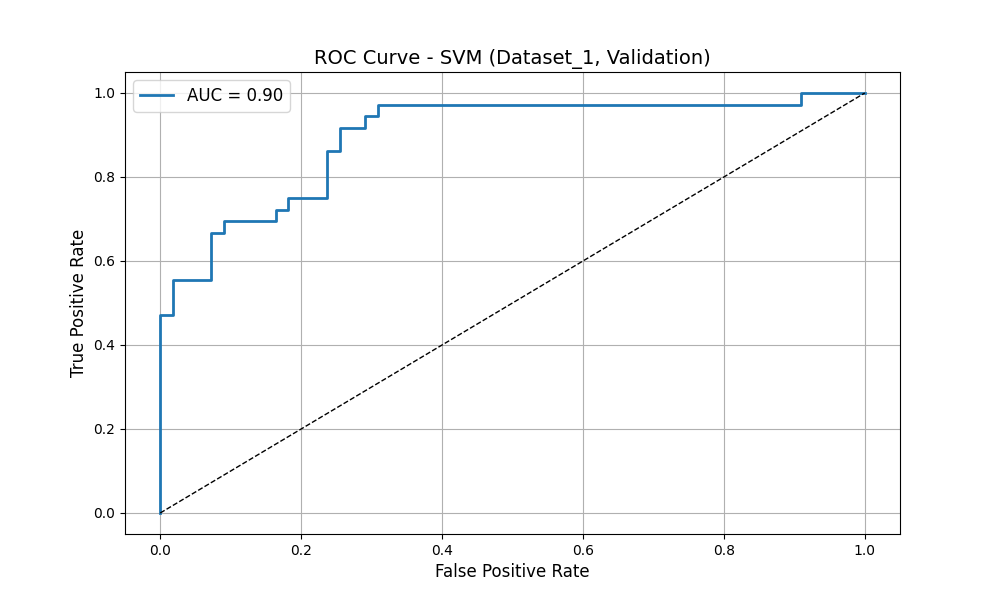 ROC Curve - SVM (Dataset_1, Validation)
AUC = 0.90
1.0
0.8
0.6
0.4
0.2
0.0
True Positive Rate
0.0 0.2 0.4 0.6 0.8 1.0
False Positive Rate